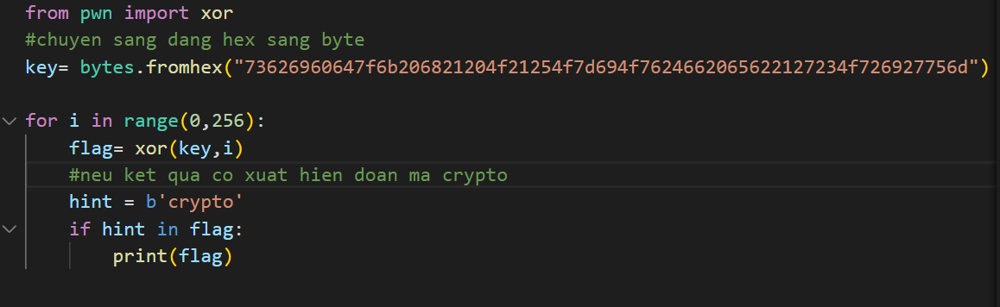 from pwn import xor
#chuyen sang dang hex sang byte
key= bytes.fromhex("73626960647f6b206821204f21254f7d694f7624662065622127234f726927756d")
for i in range(0,256):
flag= xor(key,i)
#neu ket qua co xuat hien doan ma crypto
hint = b'crypto'
if hint in flag:
print(flag)